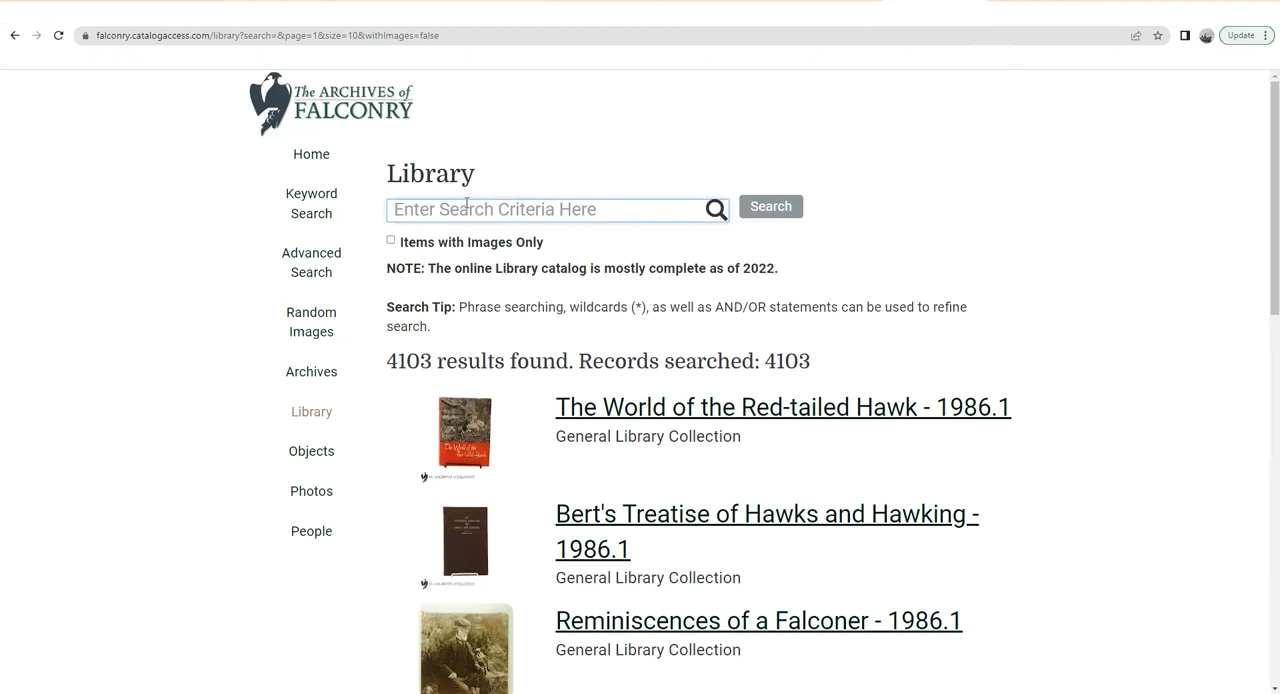 falconry.catalogaccess.com/library?search=&page=1&size=10&withImages=false
Update
The ARCHIVES of
FALCONRY
Home
Keyword
Search
Advanced
Search
Random
Images
Archives
Library
Objects
Photos
People
Library
Enter Search Criteria Here
Search
Items with Images Only
NOTE: The online Library catalog is mostly complete as of 2022.
Search Tip: Phrase searching, wildcards (*), as well as AND/OR statements can be used to refine
search.
4103 results found. Records searched: 4103
The World of the Red-tailed Hawk - 1986.1
General Library Collection
Bert's Treatise of Hawks and Hawking -
1986.1
General Library Collection
Reminiscences of a Falconer - 1986.1
General Library Collection